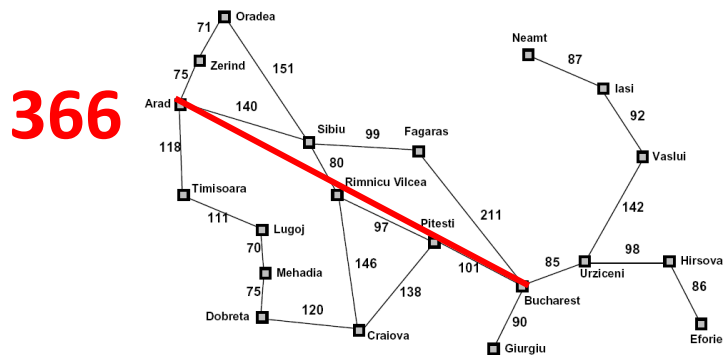 Oradea
71
Neamt
87
Zerind
151
75
Iasi
366
Arad
140
92
Sibiu
99
Fagaras
118
80
Vaslui
Timisoara
Rimnicu Vilcea
142
111
211
Lugoj
97
Pitesti
98
70
146
101
85
Hirsova
Mehadia
Urziceni
75
138
86
Bucharest
Dobreta
120
90
Craiova
Eforie
Giurgiu